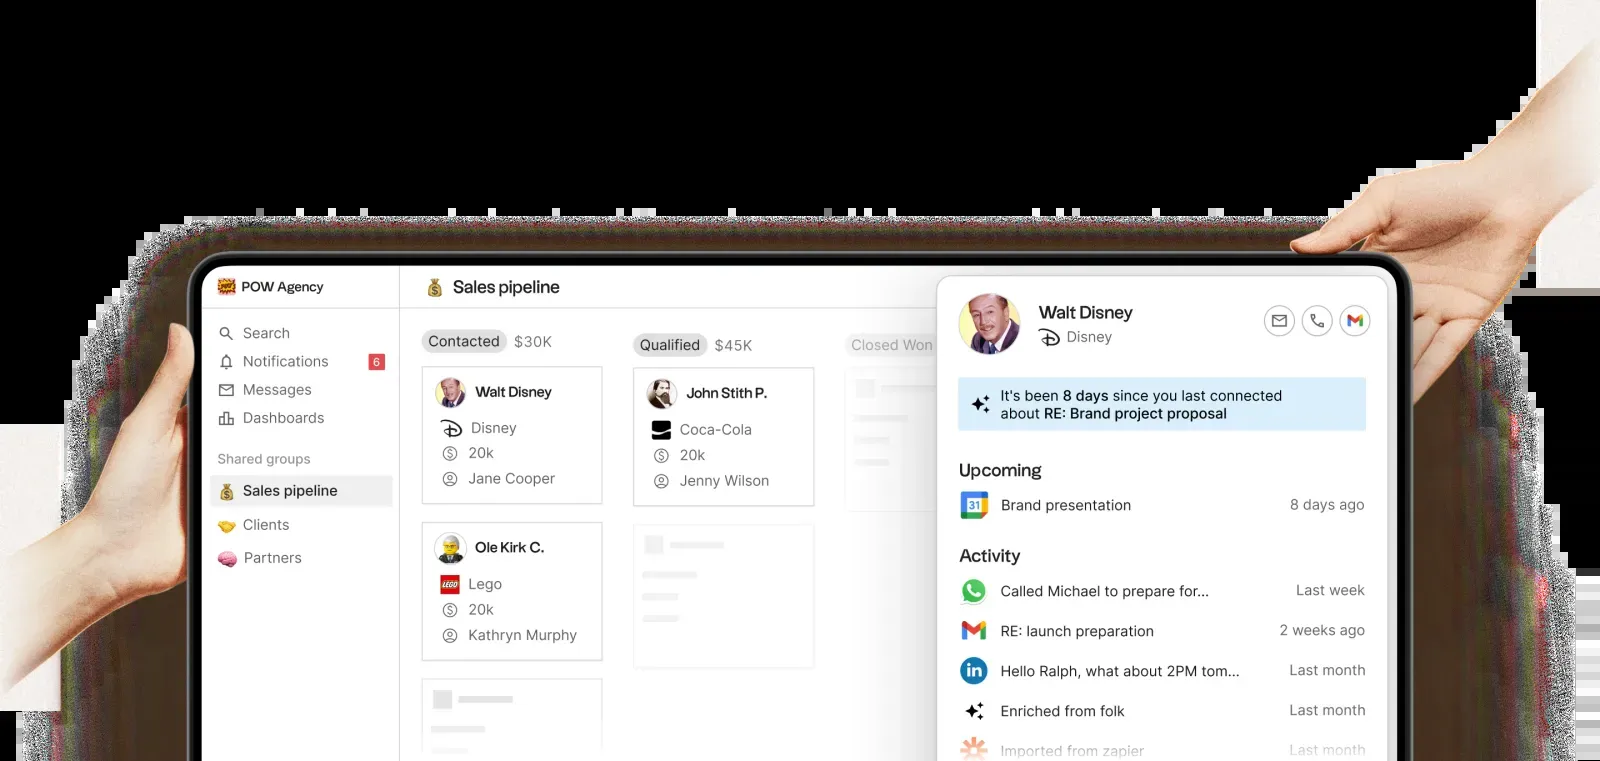 POW Agency
Search
Notifications
6
Messages
Dashboards
Shared groups
Sales pipeline
Clients
Partners
Sales pipeline
Contacted $30K
Walt Disney
Disney
20k
Jane Cooper
Ole Kirk C.
LEGO
Lego
20k
Kathryn Murphy
Qualified $45K
John Stith P.
Coca-Cola
20k
Jenny Wilson
Closed Won
Walt Disney
Disney
It's been 8 days since you last connected
about RE: Brand project proposal
Upcoming
31
Brand presentation
8 days ago
Activity
Called Michael to prepare for...
Last week
RE: launch preparation
2 weeks ago
in
Hello Ralph, what about 2PM tom...
Last month
Enriched from folk
Last month
Imported from zapier
Last month